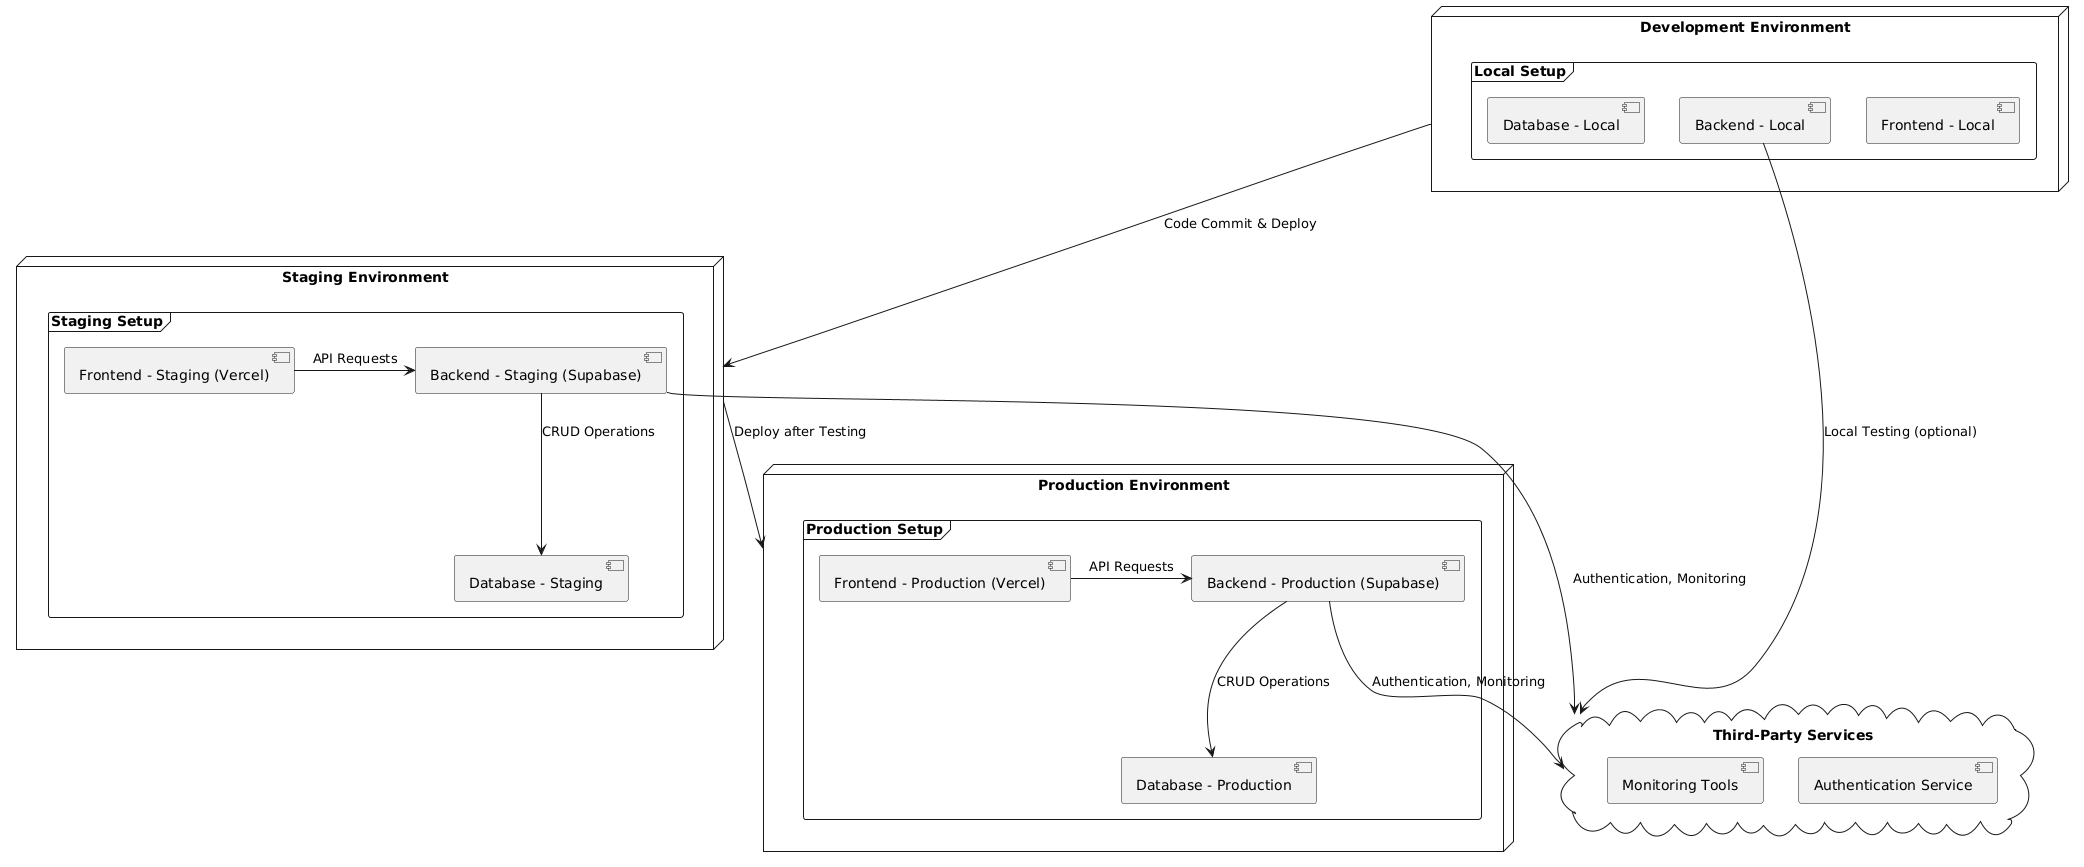 Development Environment
Local Setup
Database - Local
Backend - Local
Frontend - Local
Code Commit & Deploy
Staging Environment
Staging Setup
Frontend - Staging (Vercel)
API Requests
Backend - Staging (Supabase)
CRUD Operations
Deploy after Testing
Local Testing (optional)
Database - Staging
Production Environment
Production Setup
Frontend - Production (Vercel)
API Requests
Backend - Production (Supabase)
Authentication, Monitoring
CRUD Operations
Authentication, Monitoring
Database - Production
Third-Party Services
Monitoring Tools
Authentication Service